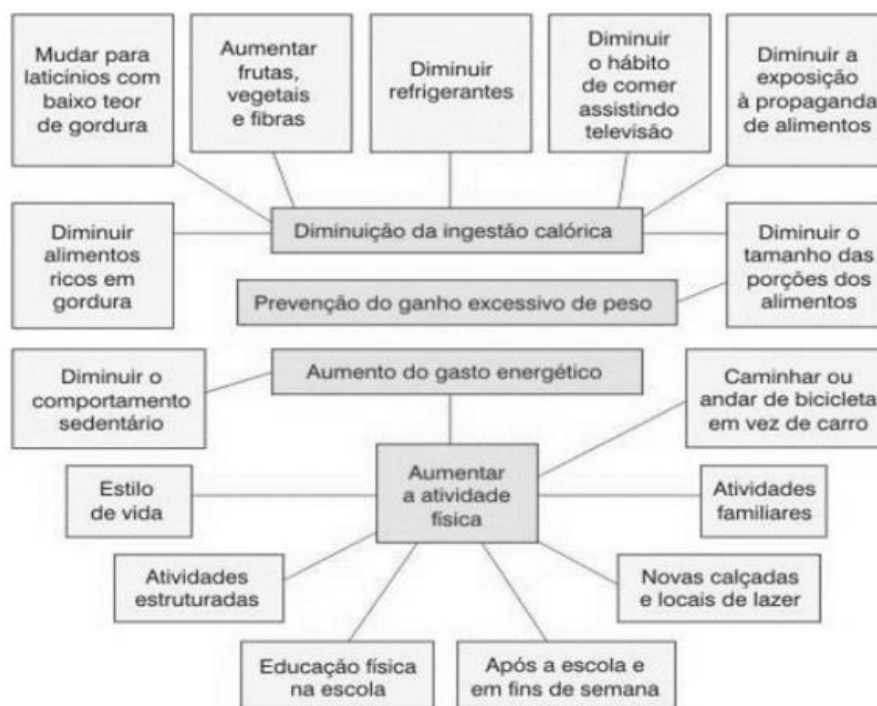 Mudar para
laticínios com
baixo teor
de gordura
Aumentar
frutas,
vegetais
e fibras
Diminuir
refrigerantes
Diminuir
o hábito
de comer
assistindo
televisão
Diminuir a
exposição
à propaganda
de alimentos
Diminuir
alimentos
ricos em
gordura
Diminuição da ingestão calórica
Diminuir o
tamanho das
porções dos
alimentos
Prevenção do ganho excessivo de peso
Diminuir o
comportamento
sedentário
Aumento do gasto energético
Caminhar ou
andar de bicicleta
em vez de carro
Estilo
de vida
Aumentar
a atividade
física
Atividades
familiares
Atividades
estruturadas
Novas calçadas
e locais de lazer
Educação física
na escola
Após a escola e
em fins de semana